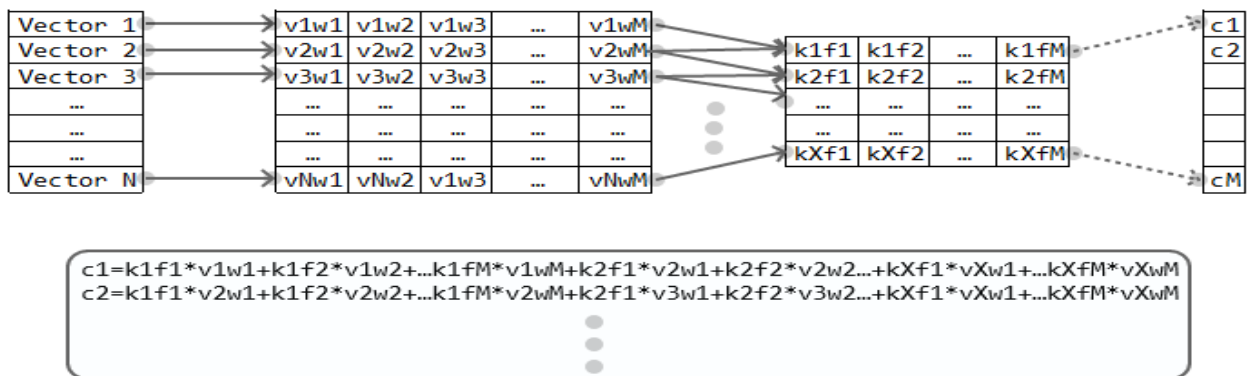 Vector 1 v1w1 v1w2 v1w3 … v1wM c1
Vector 2 v2w1 v2w2 v2w3 … v2wM k1f1 k1f2 … k1fM c2
Vector 3 v3w1 v3w2 v3w3 … v3wM k2f1 k2f2 … k2fM
… … … … … … … … … …
… … … … … … … … … …
… … … … … … kXf1 kXf2 … kXfM
Vector N vNw1 vNw2 v1w3 … vNwM cM
c1=k1f1*v1w1+k1f2*v1w2+…k1fM*v1wM+k2f1*v2w1+k2f2*v2w2…+kXf1*vXw1+…kXfM*vXwM
c2=k1f1*v2w1+k1f2*v2w2+…k1fM*v2wM+k2f1*v3w1+k2f2*v3w2…+kXf1*vXw1+…kXfM*vXwM